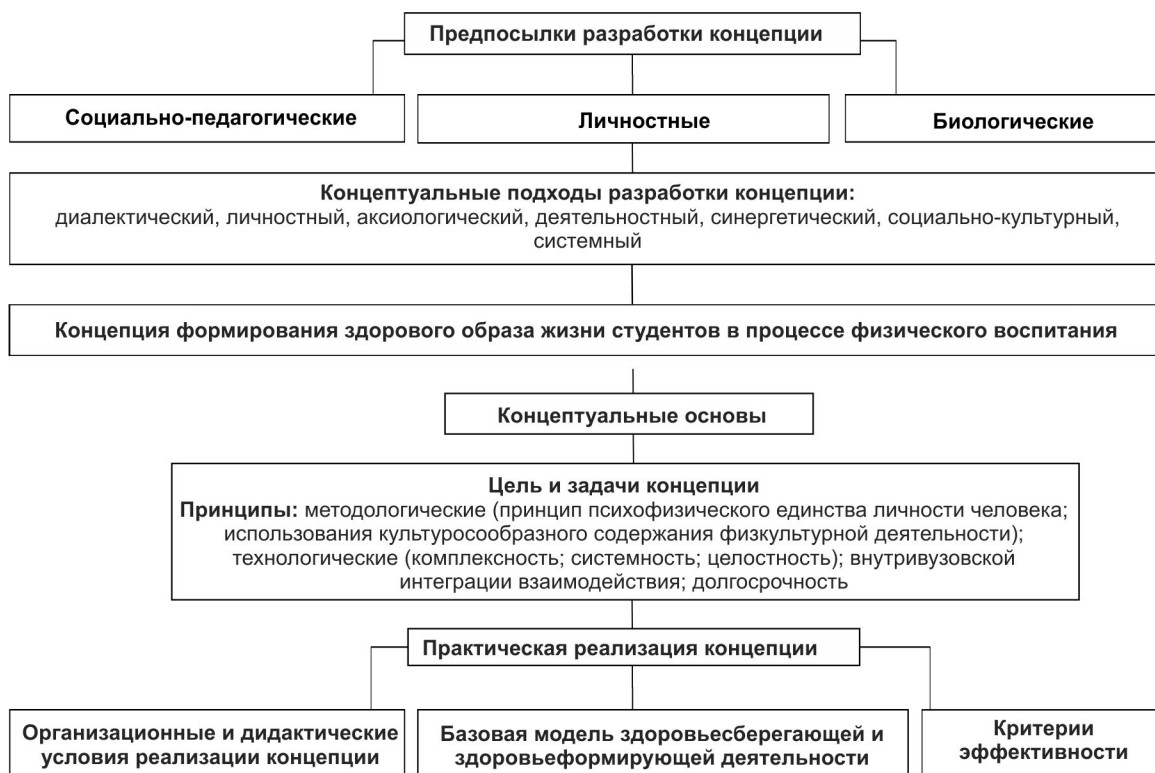 Предпосылки разработки концепции
Социально-педагогические
Личностные
Биологические
Концептуальные подходы разработки концепции:
диалектический, личностный, аксиологический, деятельностный, синергетический, социально-культурный,
системный
Концепция формирования здорового образа жизни студентов в процессе физического воспитания
Концептуальные основы
Цель и задачи концепции
Принципы: методологические (принцип психофизического единства личности человека;
использования культуросообразного содержания физкультурной деятельности);
технологические (комплексность; системность; целостность); внутривузовской
интеграции взаимодействия; долгосрочность
Практическая реализация концепции
Организационные и дидактические
условия реализации концепции
Базовая модель здоровьесберегающей и
здоровьеформирующей деятельности
Критерии
эффективности